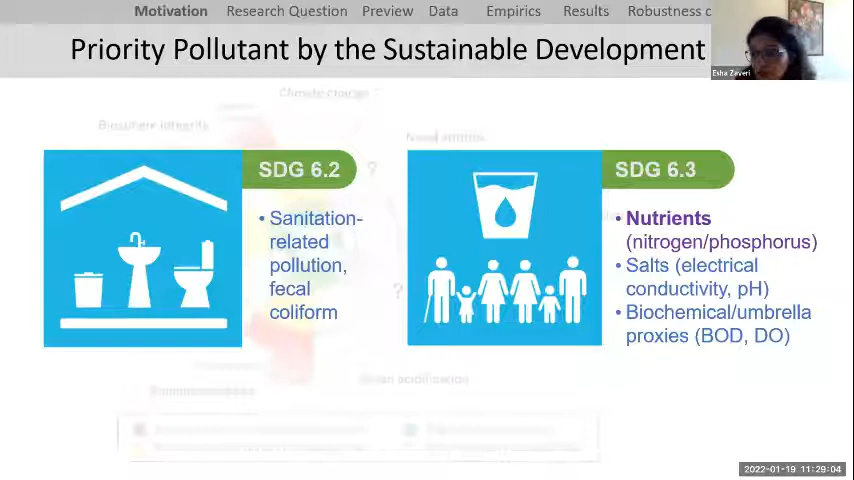 Motivation Research Question Preview Data Empirics Results Robustness c
Priority Pollutant by the Sustainable Development
Esha Zaveri
Climate change ?
Biosphere integrity
SDG 6.2
?
SDG 6.3
• Sanitation-
related
pollution,
fecal
coliform
?
• Nutrients
(nitrogen/phosphorus)
• Salts (electrical
conductivity, pH)
• Biochemical/umbrella
proxies (BOD, DO)
Ocean acidification
2022-01-19 11:29:04